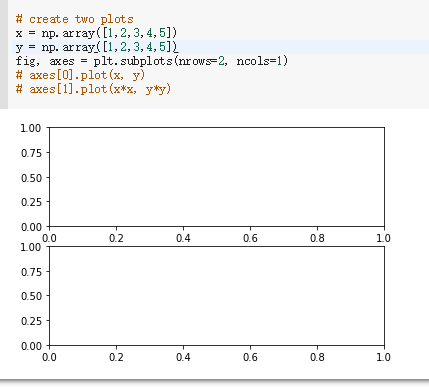 # create two plots
x = np.array([1,2,3,4,5])
y = np.array([1,2,3,4,5])
fig, axes = plt.subplots(nrows=2, ncols=1)
# axes[0].plot(x, y)
# axes[1].plot(x*x, y*y)
1.00
0.75
0.50
0.25
0.00
0.0 0.2 0.4 0.6 0.8 1.0
1.00
0.75
0.50
0.25
0.00
0.0 0.2 0.4 0.6 0.8 1.0